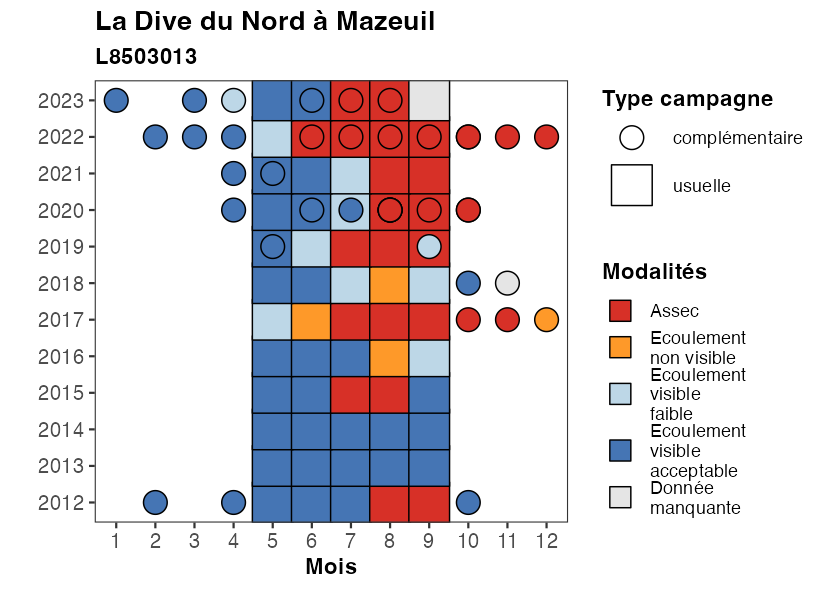 La Dive du Nord à Mazeuil
L8503013
2023
2022
2021
2020
2019
2018
2017
2016
2015
2014
2013
2012
1 2 3 4 5 6 7 8 9 10 11 12
Mois
Type campagne
complémentaire
usuelle
Modalités
Assec
Ecoulement
non visible
Ecoulement
visible
faible
Ecoulement
visible
acceptable
Donnée
manquante